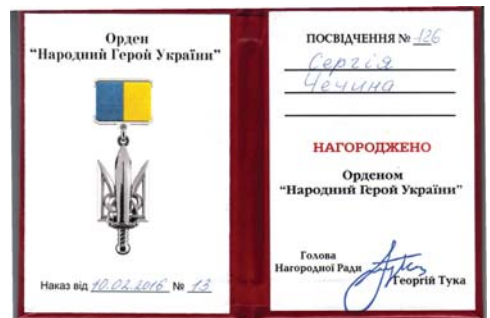 Орден
“Народний Герой України”
Наказ від 10.02.2016 № 13
ПОСВІДЧЕННЯ № 126
Сергія
Чечина
НАГОРОДЖЕНО
Орденом
“Народний Герой України”
Голова
Нагородної Ради
Георгій Тука